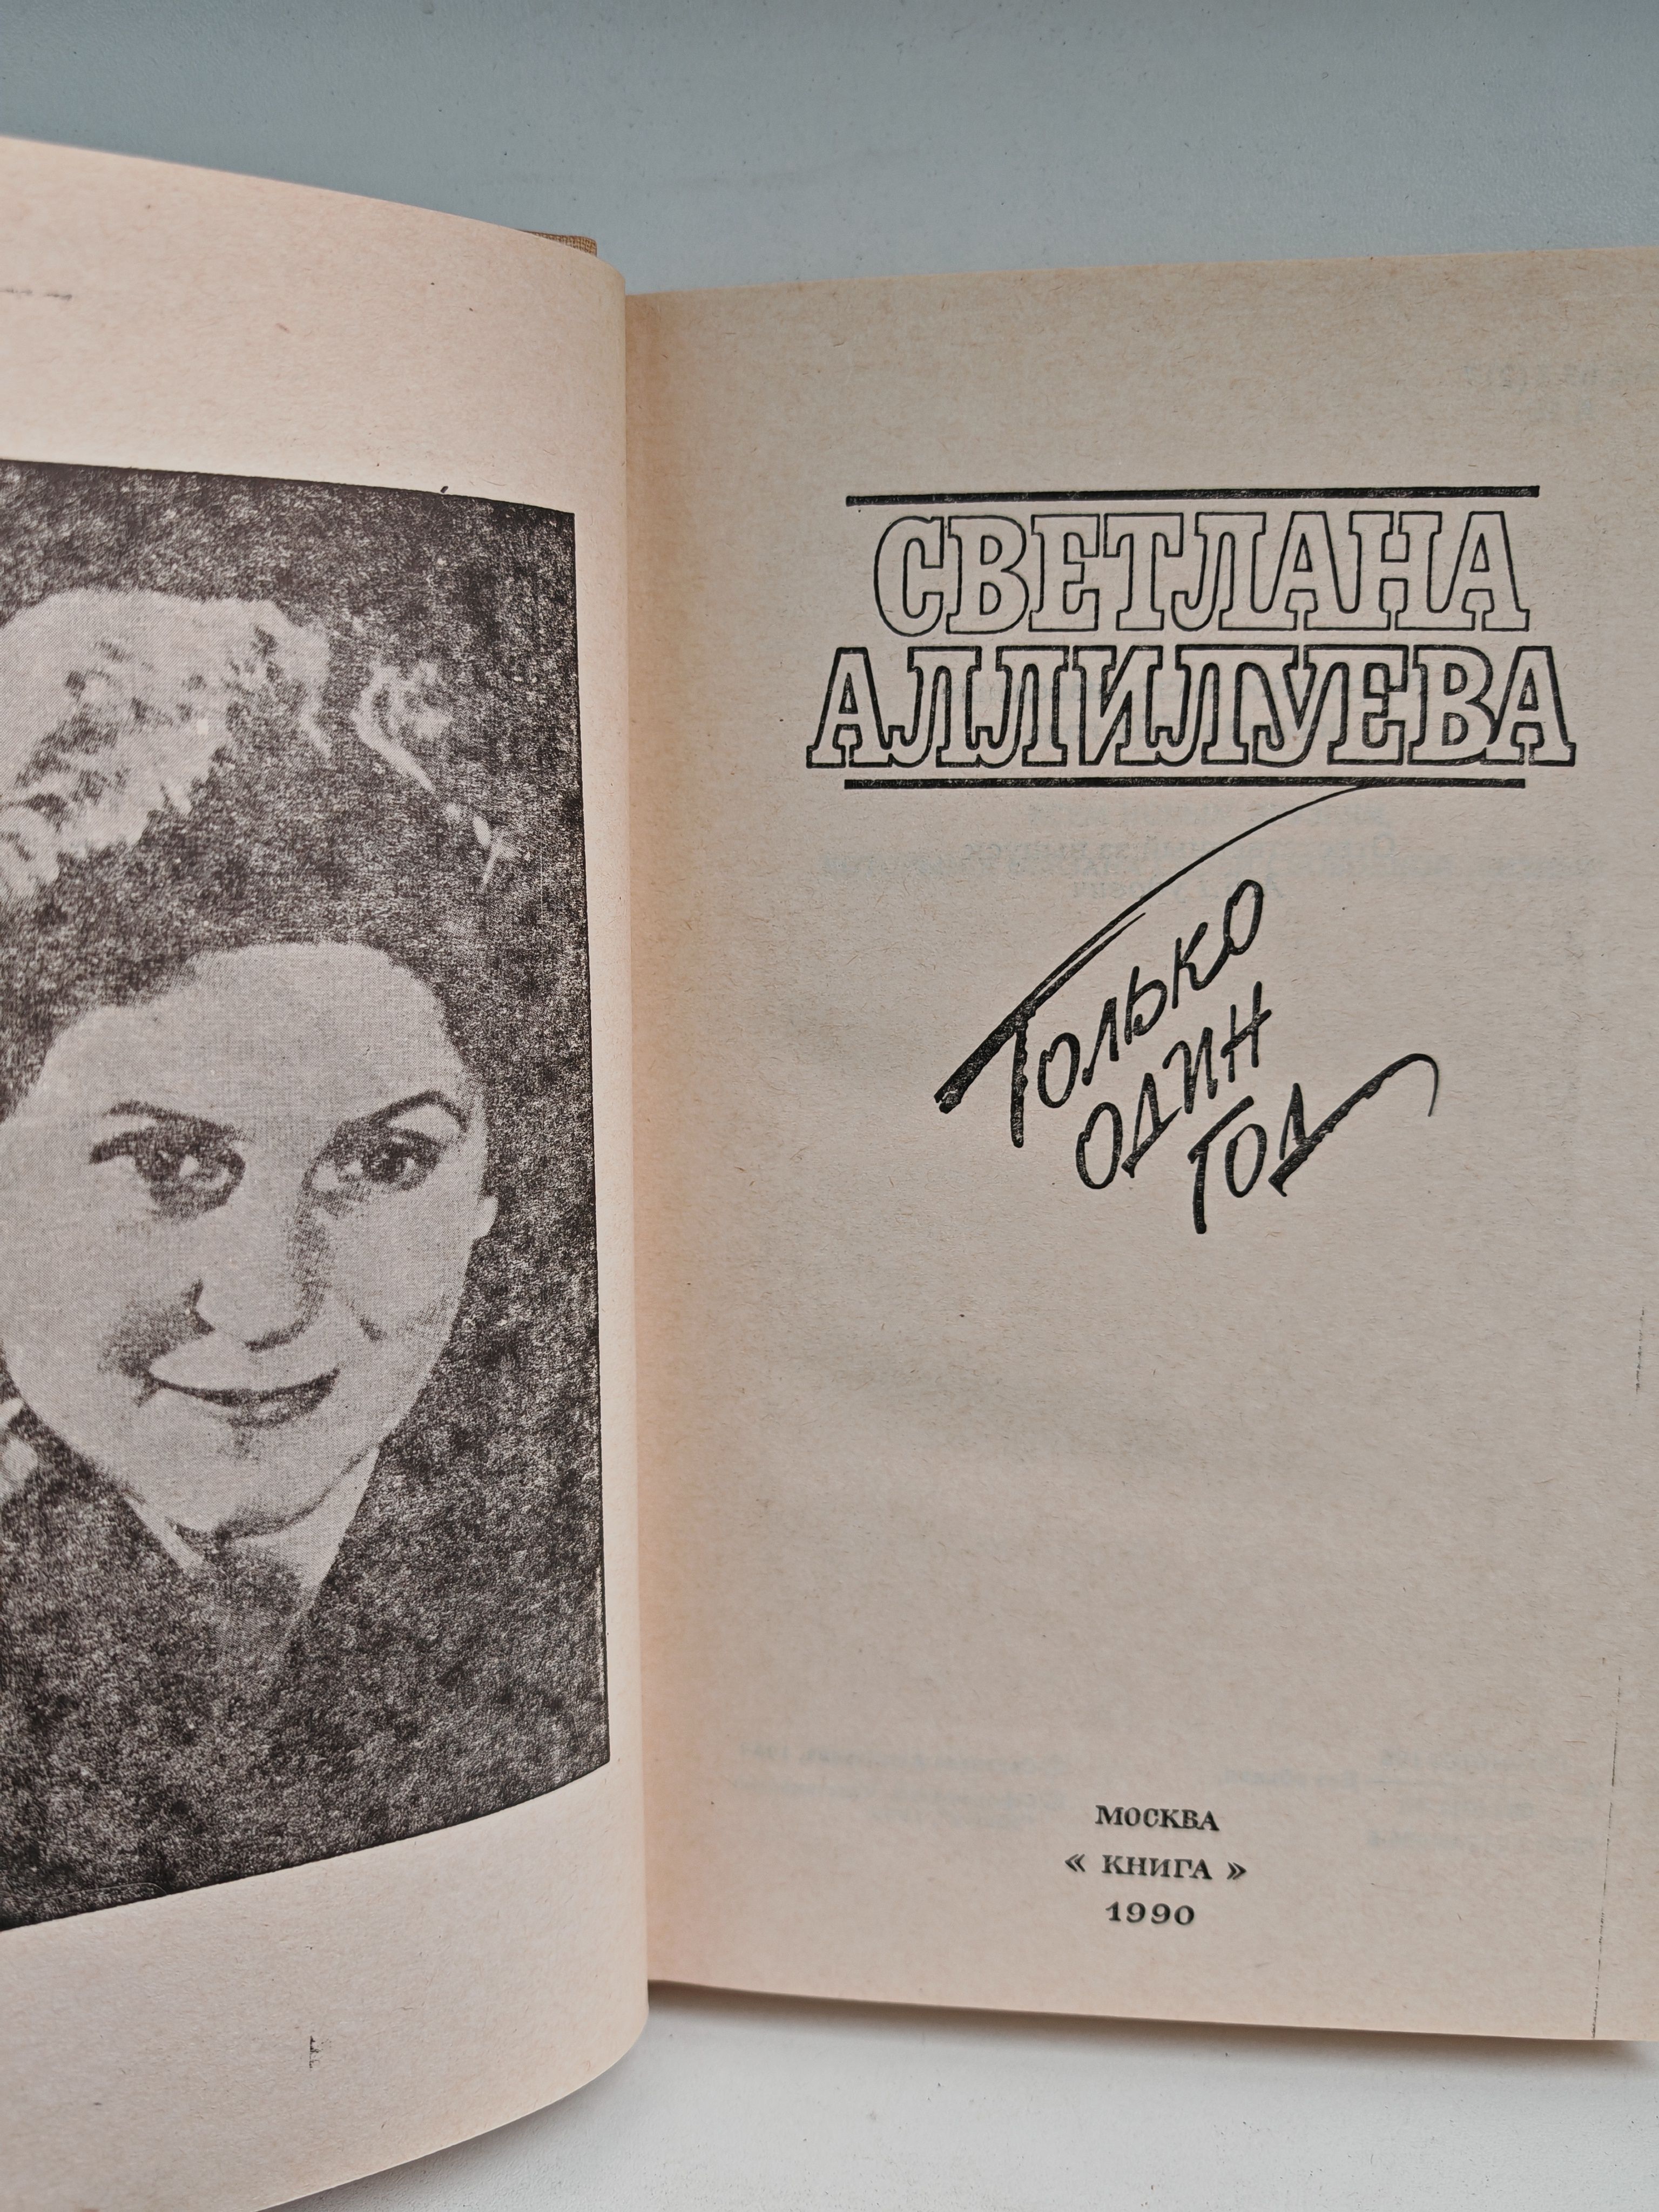 СВЕТЛАНА
АЛЛИЛУЕВА
Только
один
год
МОСКВА
« КНИГА »
1990